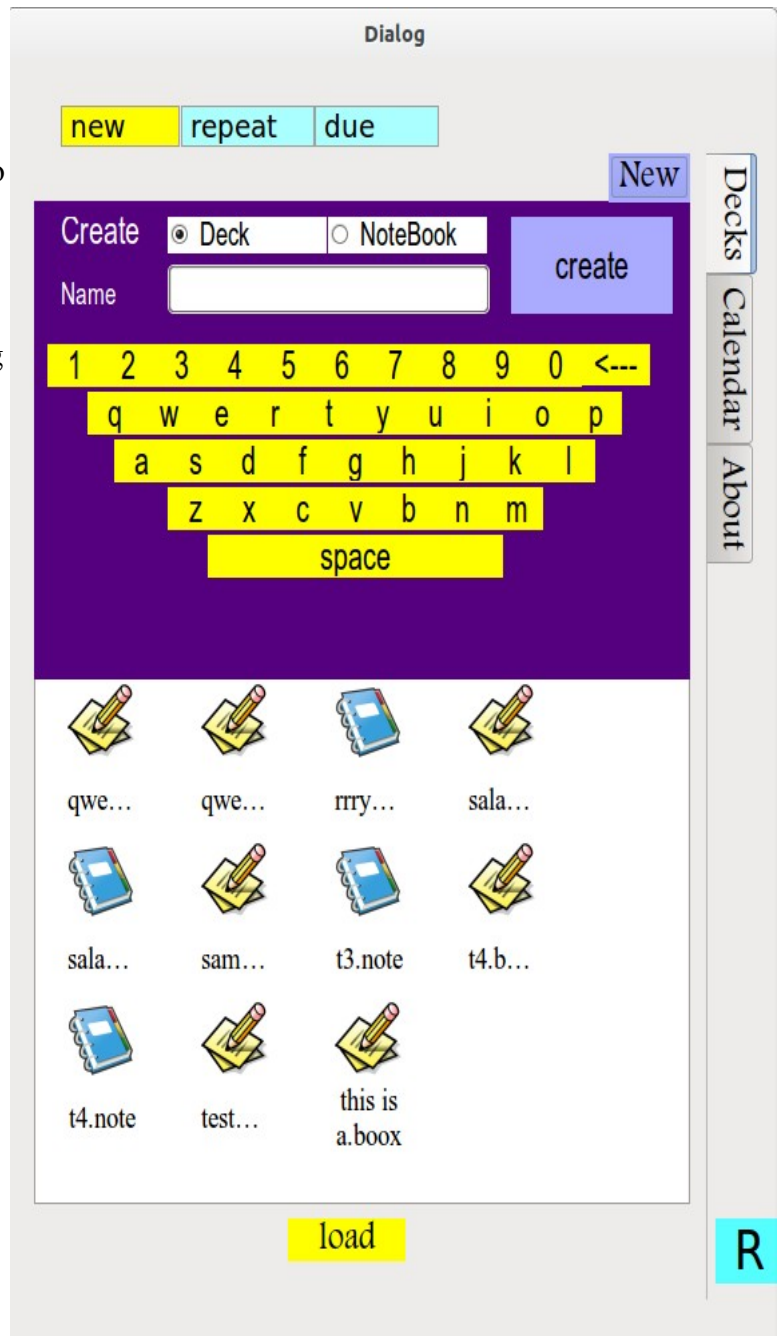 Dialog
new repeat due
New
Create Deck NoteBook
create
Name
1 2 3 4 5 6 7 8 9 0 <---
q w e r t y u i o p
a s d f g h j k l
z x c v b n m
space
qwe… qwe… rrry… sala…
sala… sam… t3.note t4.b…
t4.note test… this is
a.boox
load
Decks
Calendar
About
R